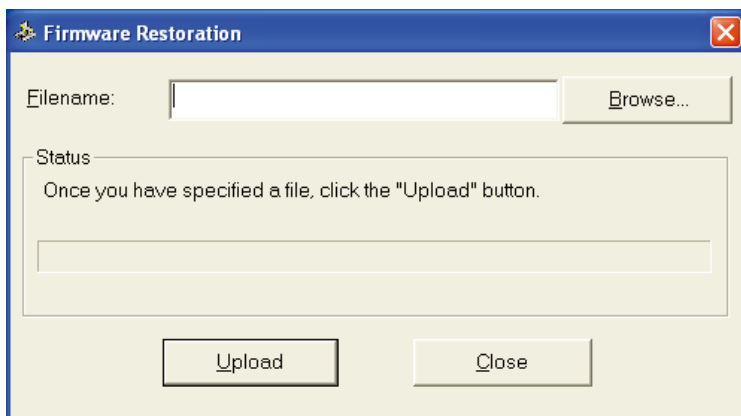 Firmware Restoration
Filename:
Browse...
Status
Once you have specified a file, click the "Upload" button.
Upload
Close